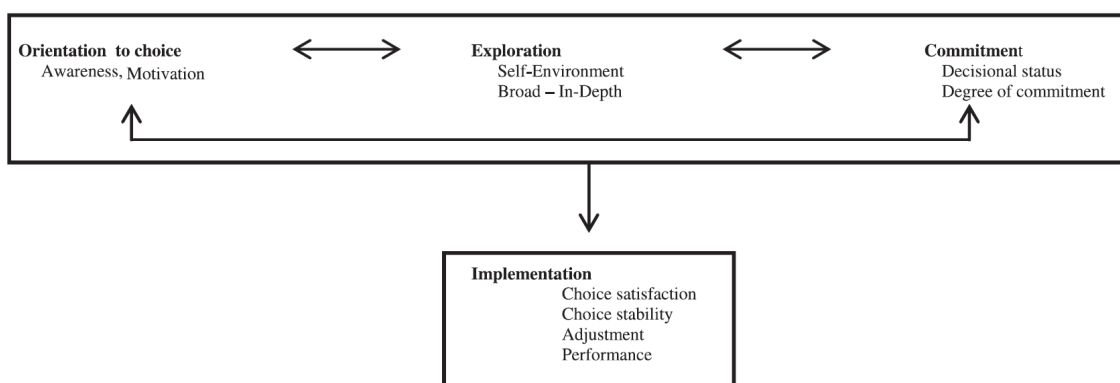 Orientation to choice
Awareness, Motivation
Exploration
Self-Environment
Broad – In-Depth
Commitment
Decisional status
Degree of commitment
Implementation
Choice satisfaction
Choice stability
Adjustment
Performance